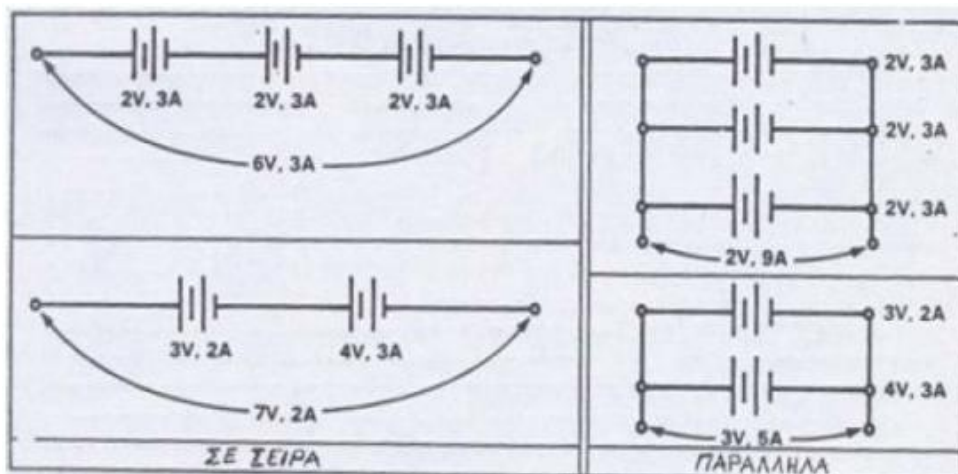 2V, 3A 2V, 3A 2V, 3A
6V, 3A
3V, 2A 4V, 3A
7V, 2A
ΣΕ ΣΕΙΡΑ
2V, 3A
2V, 3A
2V, 3A
2V, 9A
3V, 2A
4V, 3A
3V, 5A
ΠΑΡΑΛΛΗΛΑ